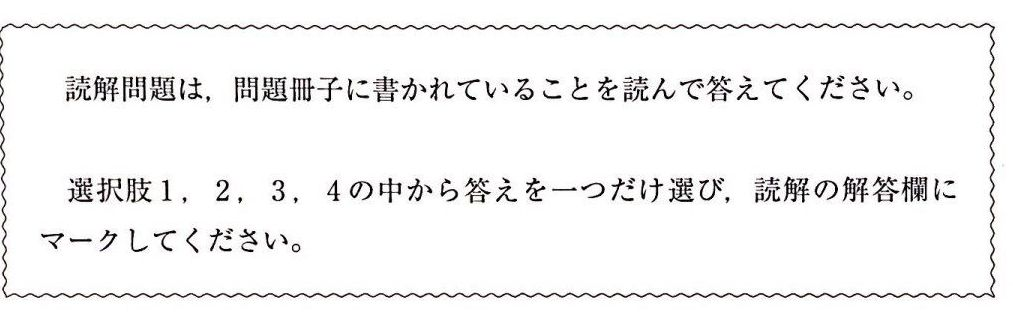 読解問題は，問題冊子に書かれていることを読んで答えてください。
選択肢１，２，３，４の中から答えを一つだけ選び，読解の解答欄に
マークしてください。